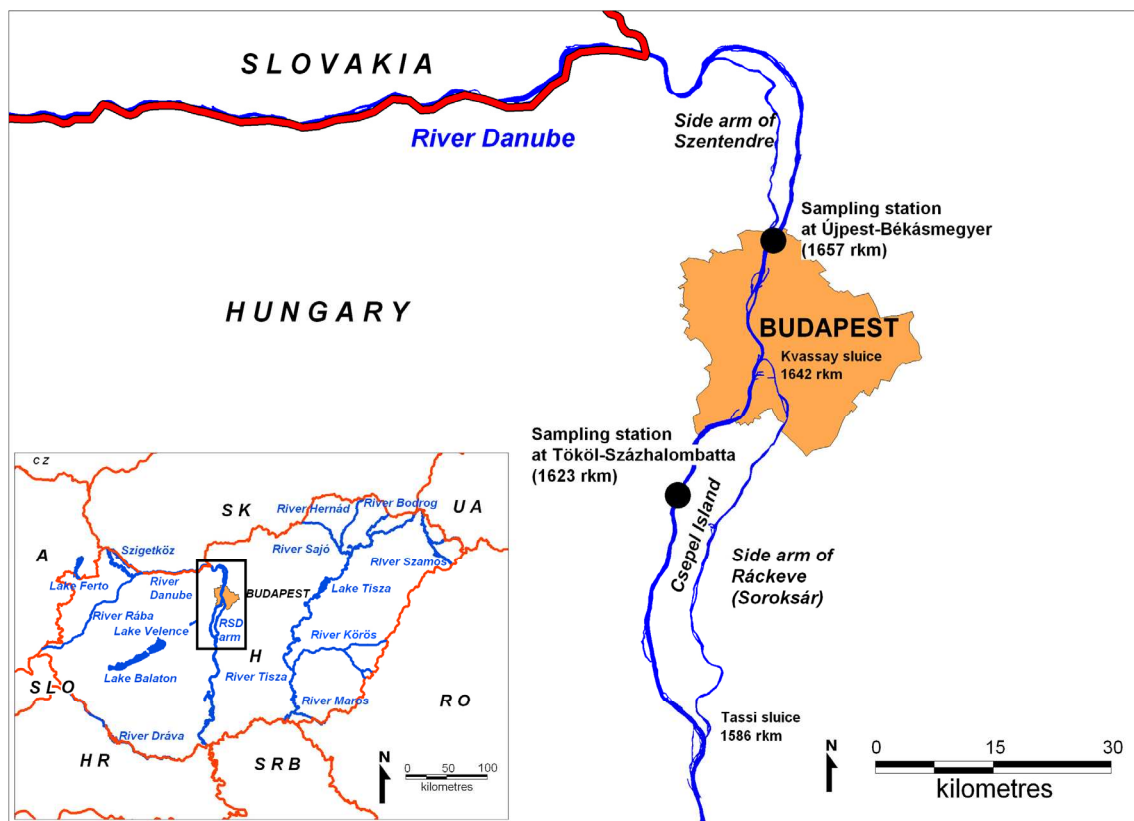 SLOVAKIA
River Danube
Side arm of
Szentendre
Sampling station
at Újpest-Békásmegyer
(1657 rkm)
HUNGARY
BUDAPEST
Kvassay sluice
1642 rkm
Sampling station
at Tököl-Százhalombatta
(1623 rkm)
Csepel Island
Side arm of
Ráckeve
(Soroksár)
Tassi sluice
1586 rkm
N
0 15 30
kilometres
cz
SK
UA
A
River Hernád
River Bodrog
Szigetköz
River Sajó
River Szamos
Lake Ferto
River
Danube
BUDAPEST
Lake Tisza
River Rába
Lake Velence
RSD
arm
River Körös
H
Lake Balaton
River Tisza
SLO
River Maros
RO
River Dráva
HR
SRB
N
0 50 100
kilometres